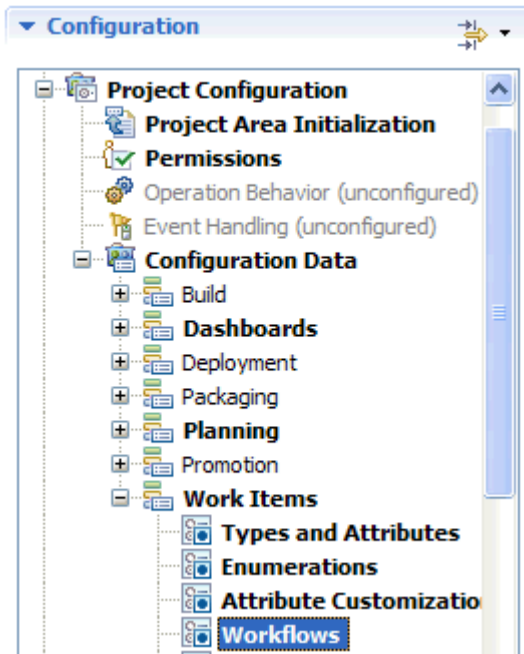 Configuration
Project Configuration
Project Area Initialization
Permissions
Operation Behavior (unconfigured)
Event Handling (unconfigured)
Configuration Data
Build
Dashboards
Deployment
Packaging
Planning
Promotion
Work Items
Types and Attributes
Enumerations
Attribute Customizatio
Workflows